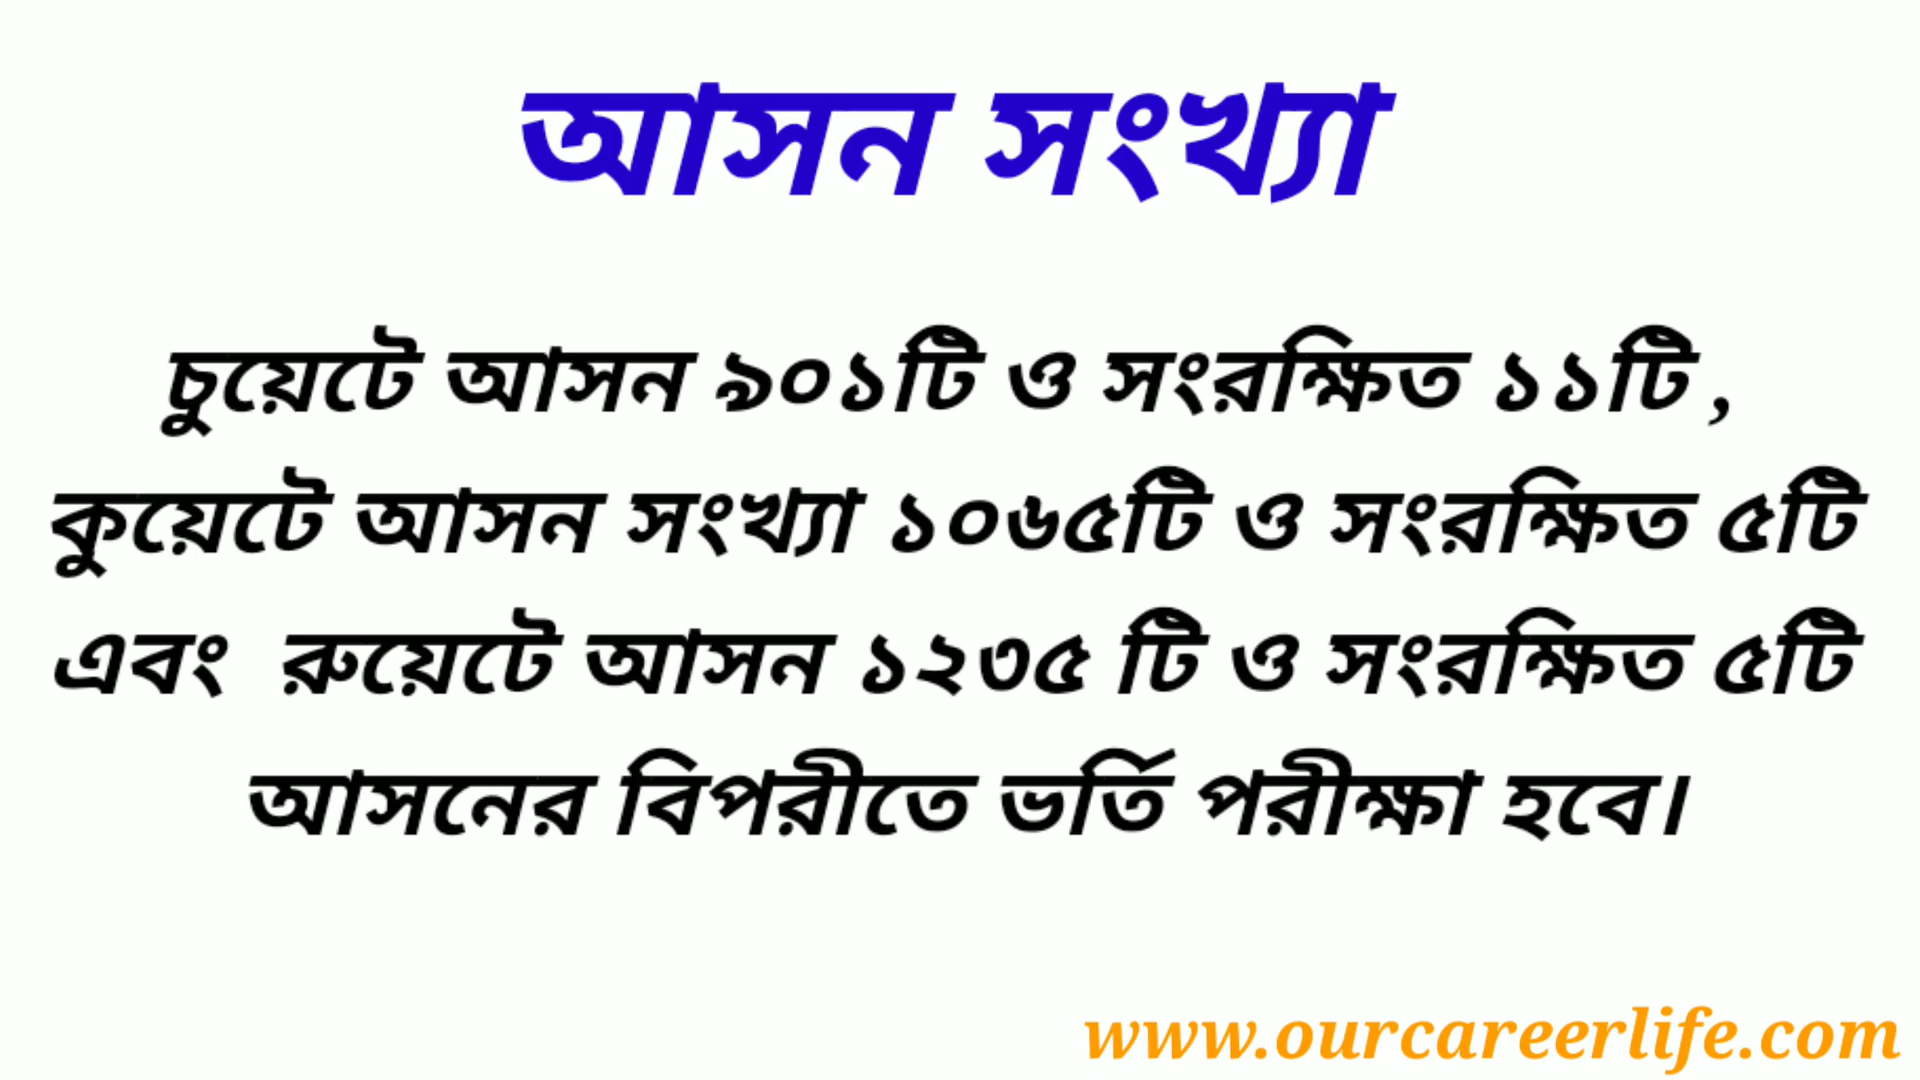 আসন সংখ্যা
চুয়েটে আসন ৯০১টি ও সংরক্ষিত ১১টি ,
কুয়েটে আসন সংখ্যা ১০৬৫টি ও সংরক্ষিত ৫টি
এবং রুয়েটে আসন ১২৩৫ টি ও সংরক্ষিত ৫টি
আসনের বিপরীতে ভর্তি পরীক্ষা হবে।
www.ourcareerlife.com